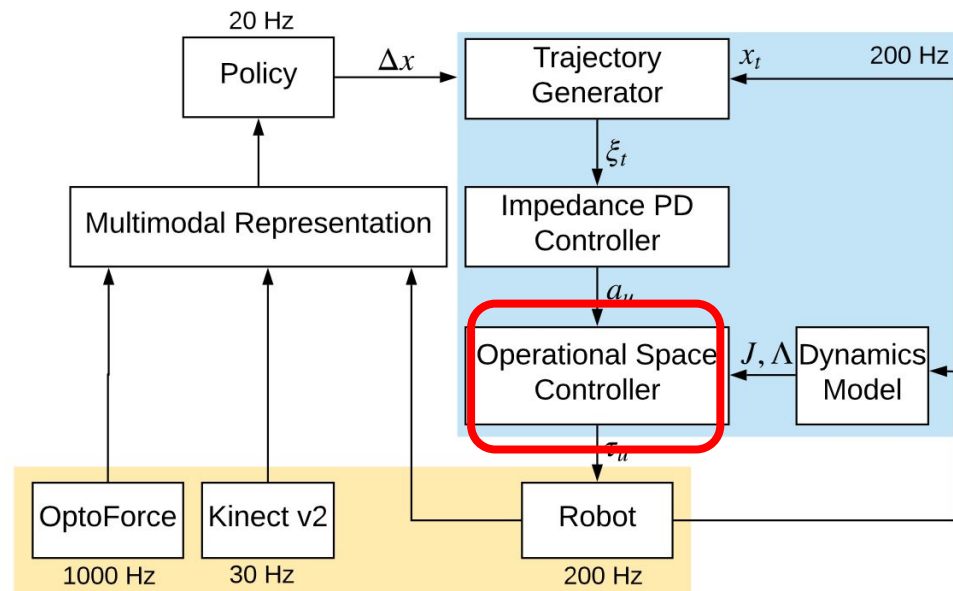 20 Hz
Policy
Δx
Trajectory
Generator
x_t
200 Hz
ξ_t
Multimodal Representation
Impedance PD
Controller
a_u
Operational Space
Controller
J, Λ
Dynamics
Model
τ_u
OptoForce
Kinect v2
Robot
1000 Hz
30 Hz
200 Hz